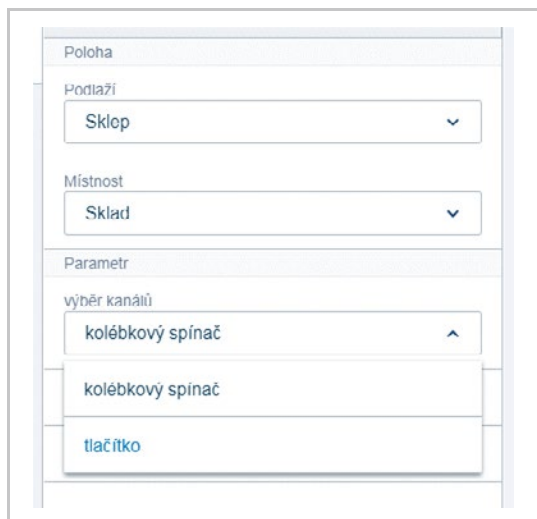 Poloha
Podlaží
Sklep
Místnost
Sklad
Parametr
výběr kanálů
kolébkový spínač
kolébkový spínač
tlačítko